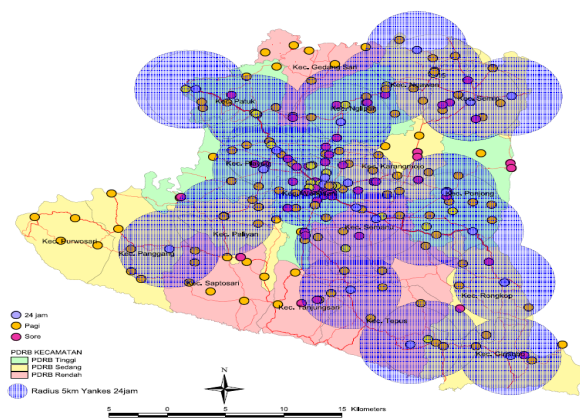 Kec. Gedang Sari
Kec. Patuk
Kec. Ngawen
Kec. Nglipar
Kec. Semin
Kec. Karangmojo
Kec. Ponjong
Kec. Paliyan
Kec. Semanu
Kec. Purwosari
Kec. Panggang
Kec. Saptosari
Kec. Rongkop
Kec. Tanjungsari
Kec. Tepus
24 jam
Pagi
Sore
PDRB KECAMATAN
PDRB Tinggi
PDRB Sedang
PDRB Rendah
Radius 5km Yankes 24jam
N
5 0 5 10 15 Kilometers